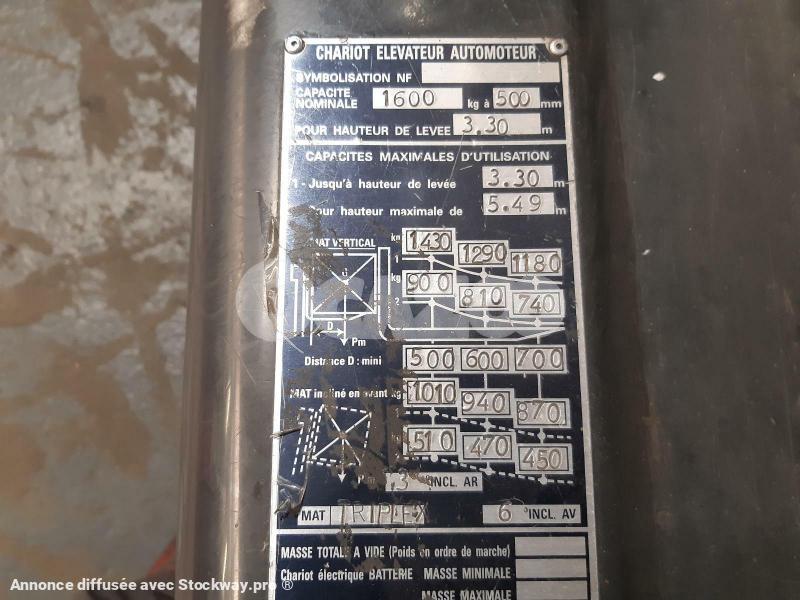 CHARIOT ELEVATEUR AUTOMOTEUR
SYMBOLISATION NF
CAPACITE NOMINALE 1600 kg à 500 mm
POUR HAUTEUR DE LEVEE 3.30 m
CAPACITES MAXIMALES D'UTILISATION
1 - Jusqu'à hauteur de levée 3.30 m
Pour hauteur maximale de 5.49 m
MAT VERTICAL kg 1430 1290 1180
1
kg 900 810 740
G 2
D
Pm
Distance D : mini 500 600 700
MAT incliné en avant kg 1010 940 870
510 470 450
3 °INCL. AR
MAT TRIPLEX 6 °INCL. AV
MASSE TOTALE A VIDE (Poids en ordre de marche)
Chariot électrique BATTERIE MASSE MINIMALE
MASSE MAXIMALE
Annonce diffusée avec Stockway.pro ®